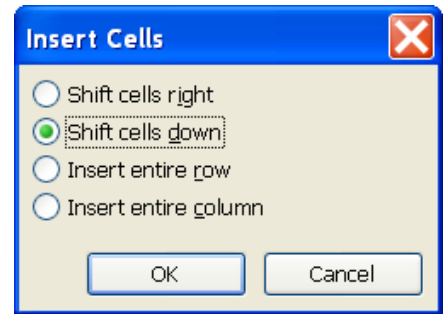 Insert Cells
Shift cells right
Shift cells down
Insert entire row
Insert entire column
OK Cancel